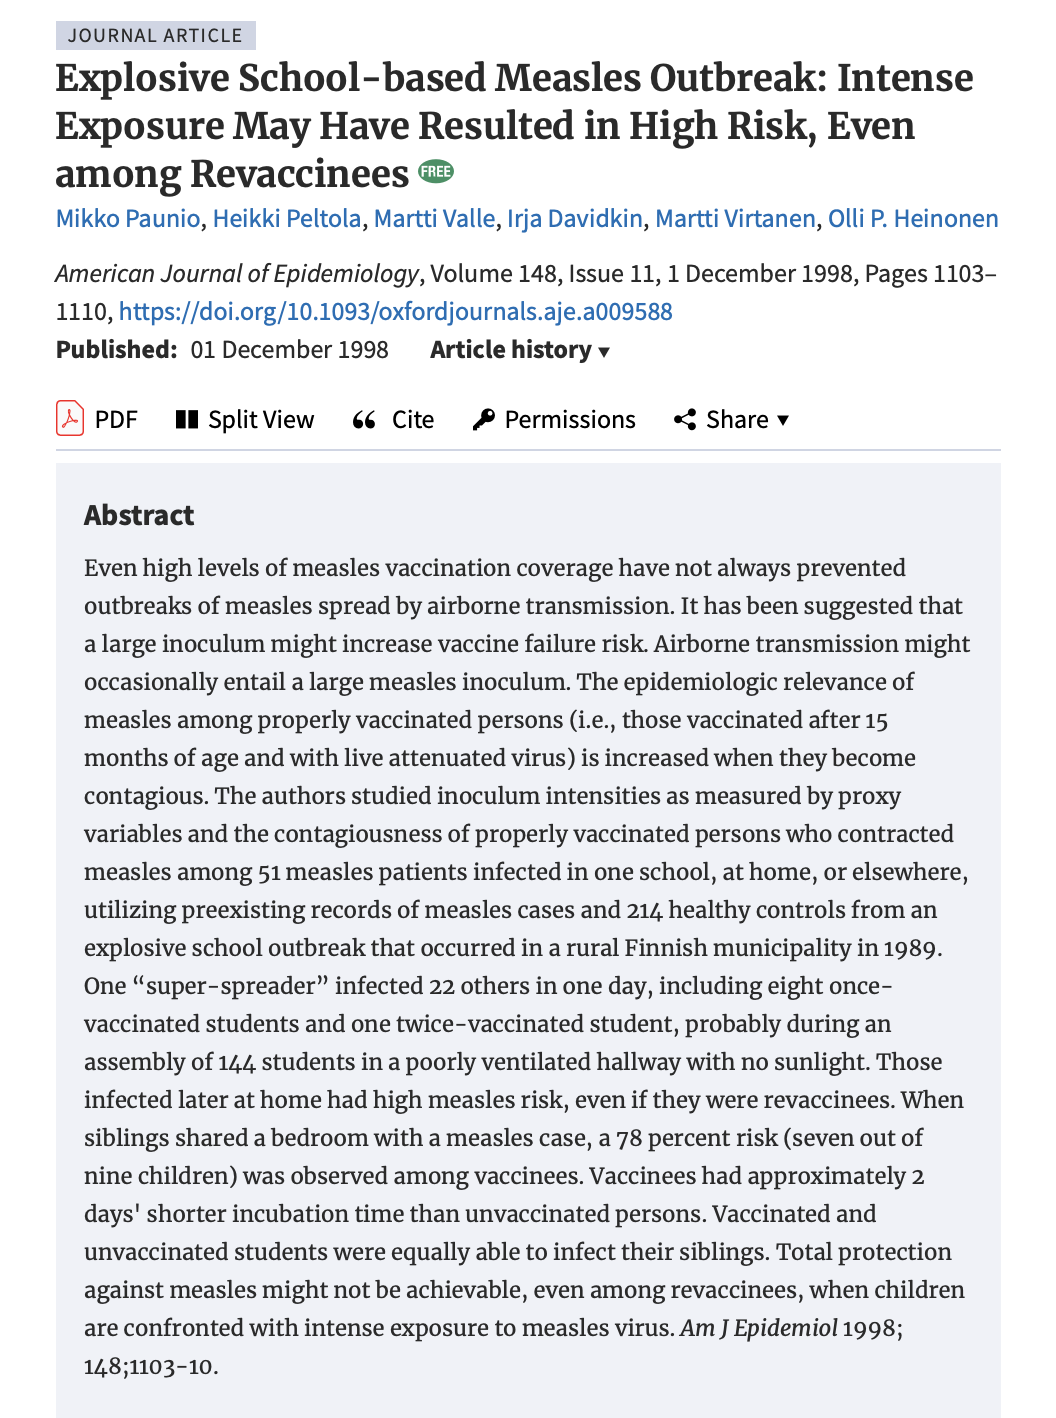 JOURNAL ARTICLE
Explosive School-based Measles Outbreak: Intense
Exposure May Have Resulted in High Risk, Even
among Revaccinees FREE
Mikko Paunio, Heikki Peltola, Martti Valle, Irja Davidkin, Martti Virtanen, Olli P. Heinonen
American Journal of Epidemiology, Volume 148, Issue 11, 1 December 1998, Pages 1103–
1110, https://doi.org/10.1093/oxfordjournals.aje.a009588
Published: 01 December 1998 Article history ▼
PDF Split View Cite Permissions Share ▼
Abstract
Even high levels of measles vaccination coverage have not always prevented
outbreaks of measles spread by airborne transmission. It has been suggested that
a large inoculum might increase vaccine failure risk. Airborne transmission might
occasionally entail a large measles inoculum. The epidemiologic relevance of
measles among properly vaccinated persons (i.e., those vaccinated after 15
months of age and with live attenuated virus) is increased when they become
contagious. The authors studied inoculum intensities as measured by proxy
variables and the contagiousness of properly vaccinated persons who contracted
measles among 51 measles patients infected in one school, at home, or elsewhere,
utilizing preexisting records of measles cases and 214 healthy controls from an
explosive school outbreak that occurred in a rural Finnish municipality in 1989.
One “super-spreader” infected 22 others in one day, including eight once-
vaccinated students and one twice-vaccinated student, probably during an
assembly of 144 students in a poorly ventilated hallway with no sunlight. Those
infected later at home had high measles risk, even if they were revaccinees. When
siblings shared a bedroom with a measles case, a 78 percent risk (seven out of
nine children) was observed among vaccinees. Vaccinees had approximately 2
days' shorter incubation time than unvaccinated persons. Vaccinated and
unvaccinated students were equally able to infect their siblings. Total protection
against measles might not be achievable, even among revaccinees, when children
are confronted with intense exposure to measles virus. Am J Epidemiol 1998;
148;1103-10.